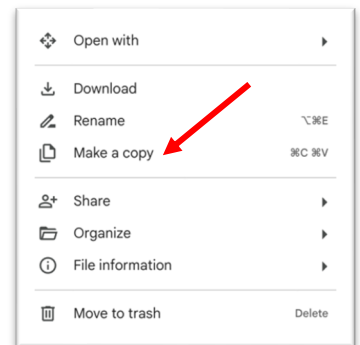 Open with
Download
Rename ⌥⌘E
Make a copy ⌘C ⌘V
Share
Organize
File information
Move to trash Delete